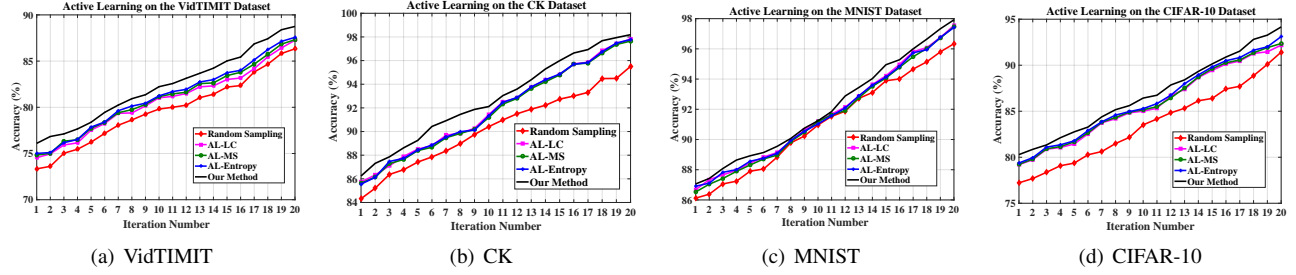 Active Learning on the VidTIMIT Dataset
Accuracy (%)
85
80
75
70
Random Sampling
AL-LC
AL-MS
AL-Entropy
Our Method
1 2 3 4 5 6 7 8 9 10 11 12 13 14 15 16 17 18 19 20
Iteration Number
(a) VidTIMIT
Active Learning on the CK Dataset
Accuracy (%)
100
98
96
94
92
90
88
86
84
Random Sampling
AL-LC
AL-MS
AL-Entropy
Our Method
1 2 3 4 5 6 7 8 9 10 11 12 13 14 15 16 17 18 19 20
Iteration Number
(b) CK
Active Learning on the MNIST Dataset
Accuracy (%)
98
96
94
92
90
88
86
Random Sampling
AL-LC
AL-MS
AL-Entropy
Our Method
1 2 3 4 5 6 7 8 9 10 11 12 13 14 15 16 17 18 19 20
Iteration Number
(c) MNIST
Active Learning on the CIFAR-10 Dataset
Accuracy (%)
95
90
85
80
75
Random Sampling
AL-LC
AL-MS
AL-Entropy
Our Method
1 2 3 4 5 6 7 8 9 10 11 12 13 14 15 16 17 18 19 20
Iteration Number
(d) CIFAR-10